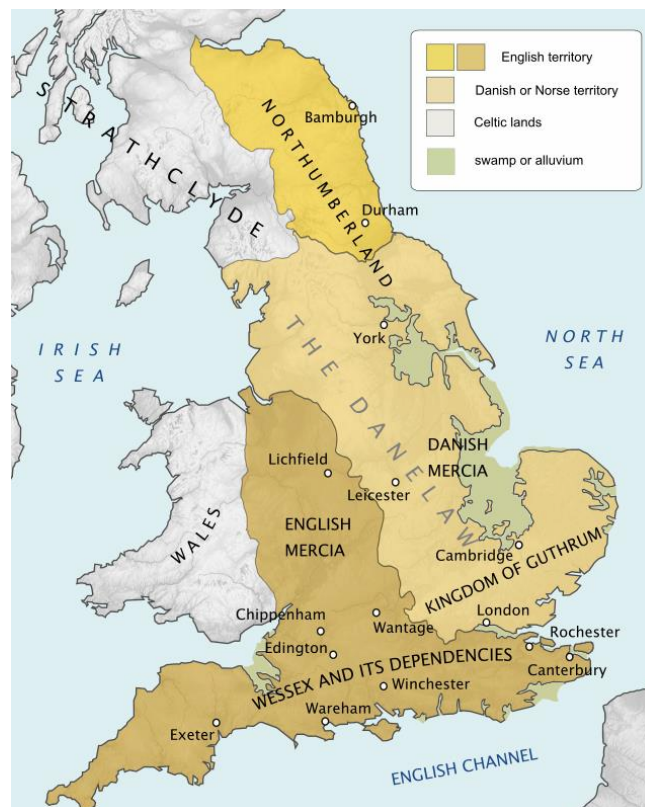 English territory
Danish or Norse territory
Celtic lands
swamp or alluvium
STRATHCLYDE
NORTHUMBERLAND
Bamburgh
Durham
York
IRISH
SEA
NORTH
SEA
THE DANELAW
DANISH
MERCIA
Lichfield
Leicester
ENGLISH
MERCIA
WALES
Cambridge
KINGDOM OF GUTHRUM
Chippenham
Wantage
London
Rochester
Edington
WESSEX AND ITS DEPENDENCIES
Canterbury
Winchester
Wareham
Exeter
ENGLISH CHANNEL